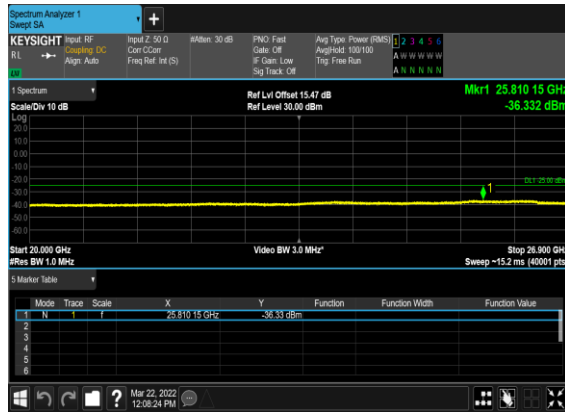 Spectrum Analyzer 1
Swept SA
+
KEYSIGHT Input: RF Input Z: 50 Ω #Atten: 30 dB PNO: Fast Avg Type: Power (RMS) 1 2 3 4 5 6
RL Coupling: DC Corr CCorr Gate: Off Avg|Hold: 100/100 A W W W W W
Align: Auto Freq Ref: Int (S) IF Gain: Low Trig: Free Run
LW Sig Track: Off A N N N N N
1 Spectrum Ref Lvl Offset 15.47 dB Mkr1 25.810 15 GHz
Scale/Div 10 dB Ref Level 30.00 dBm -36.332 dBm
Log
20.0
10.0
0.00
-10.0
-20.0
DL1 -25.00 dBm
-30.0
1
-40.0
-50.0
-60.0
Start 20.000 GHz Video BW 3.0 MHz* Stop 26.900 GHz
#Res BW 1.0 MHz Sweep ~15.2 ms (40001 pts)
5 Marker Table
Mode Trace Scale X Y Function Function Width Function Value
1 N 1 f 25.810 15 GHz -36.33 dBm
2
3
4
5
6
? Mar 22, 2022
12:08:24 PM